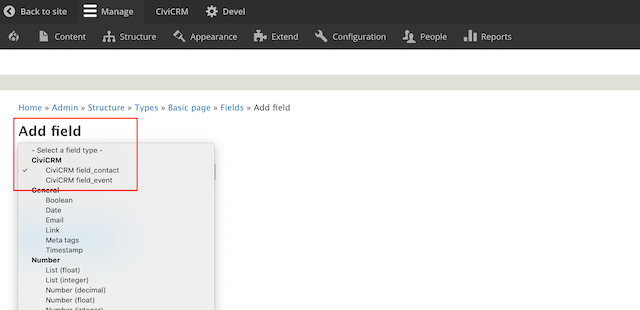 Back to site Manage CiviCRM Devel
Content Structure Appearance Extend Configuration People Reports
Home » Admin » Structure » Types » Basic page » Fields » Add field
Add field
- Select a field type -
CiviCRM
✓ CiviCRM field_contact
CiviCRM field_event
General
Boolean
Date
Email
Link
Meta tags
Timestamp
Number
List (float)
List (integer)
Number (decimal)
Number (float)
Number (integer)